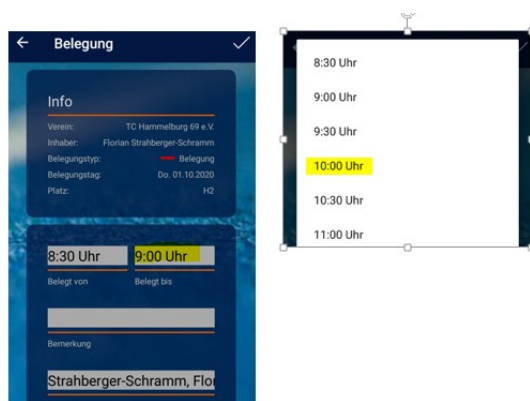 Belegung
Info
Verein: TC Hammelburg 69 e.V.
Inhaber: Florian Strahberger-Schramm
Belegungstyp: Belegung
Belegungstag: Do. 01.10.2020
Platz: H2
8:30 Uhr 9:00 Uhr
Belegt von Belegt bis
Bemerkung
Strahberger-Schramm, Flor
8:30 Uhr
9:00 Uhr
9:30 Uhr
10:00 Uhr
10:30 Uhr
11:00 Uhr